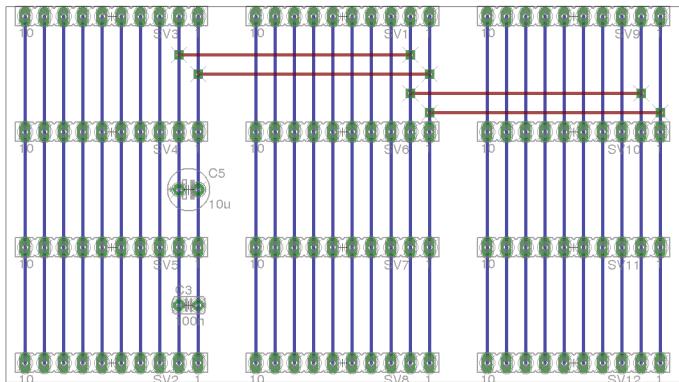 10 SV3 1 10 SV1 1 10 SV9 1
10 SV4 1 10 SV6 1 10 SV10 1
C5
10u
10 SV5 1 10 SV7 1 10 SV11 1
C3
100n
10 SV2 1 10 SV8 1 10 SV12 1